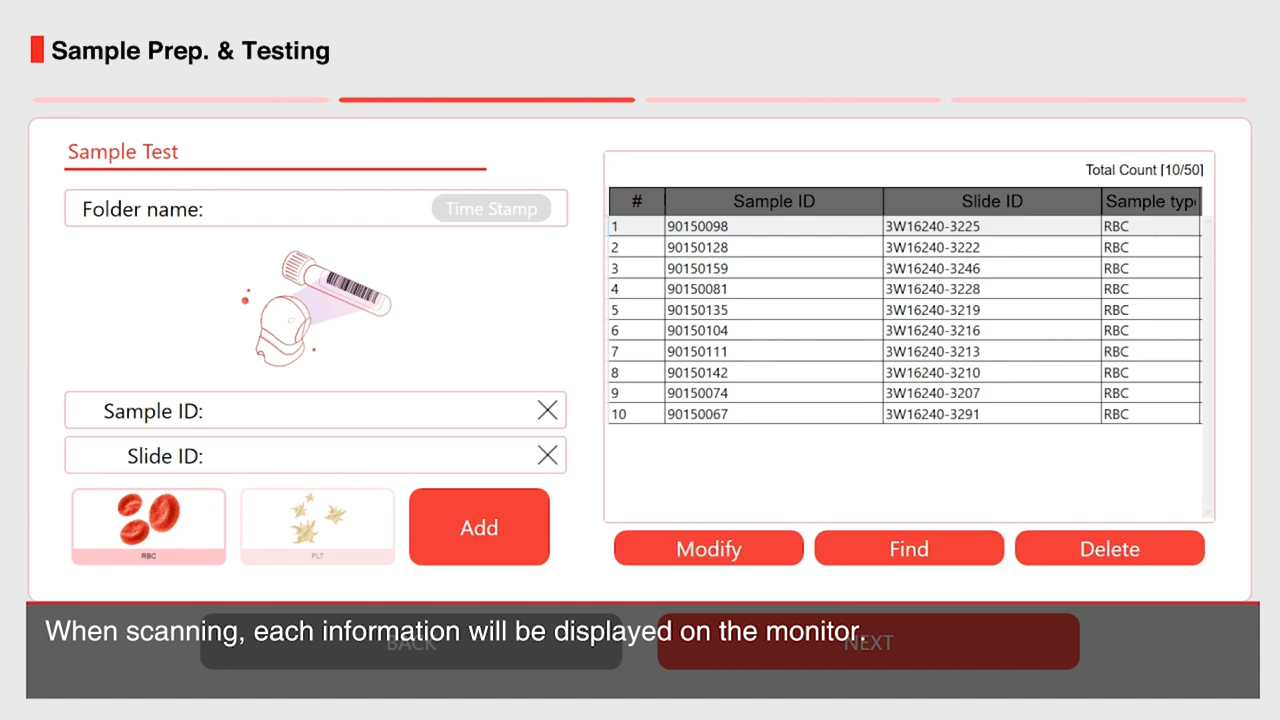 Sample Prep. & Testing
Sample Test
Folder name:
Time Stamp
Sample ID:
Slide ID:
RBC
PLT
Add
Total Count [10/50]
# Sample ID Slide ID Sample typ
1 90150098 3W16240-3225 RBC
2 90150128 3W16240-3222 RBC
3 90150159 3W16240-3246 RBC
4 90150081 3W16240-3228 RBC
5 90150135 3W16240-3219 RBC
6 90150104 3W16240-3216 RBC
7 90150111 3W16240-3213 RBC
8 90150142 3W16240-3210 RBC
9 90150074 3W16240-3207 RBC
10 90150067 3W16240-3291 RBC
Modify Find Delete
When scanning, each information will be displayed on the monitor.
BACK NEXT